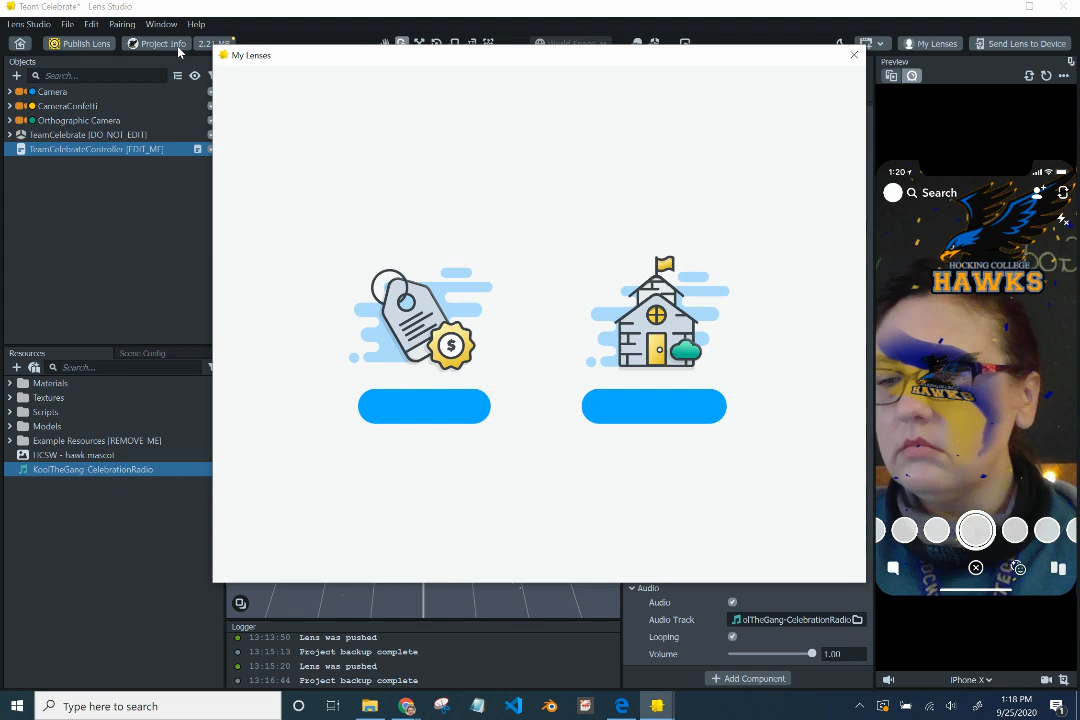 Team Celebrate* Lens Studio
Lens Studio File Edit Pairing Window Help
Publish Lens Project Info My Lenses Send Lens to Device
My Lenses
Objects
Search...
Camera
CameraConfetti
Orthographic Camera
TeamCelebrate [DO_NOT_EDIT]
TeamCelebrateController [EDIT_ME]
Resources Scene Config
Search...
Materials
Textures
Scripts
Models
Example Resources [REMOVE_ME]
HCSW - hawk mascot
KoolTheGang-CelebrationRadio
$
Preview
1:20
Search
HOCKING COLLEGE
HAWKS
iPhone X
Audio
Audio
Audio Track olTheGang-CelebrationRadio
Looping
Volume 1.00
Add Component
Logger
13:13:50 Lens was pushed
13:15:13 Project backup complete
13:15:20 Lens was pushed
13:16:44 Project backup complete
Type here to search
1:18 PM
9/25/2020